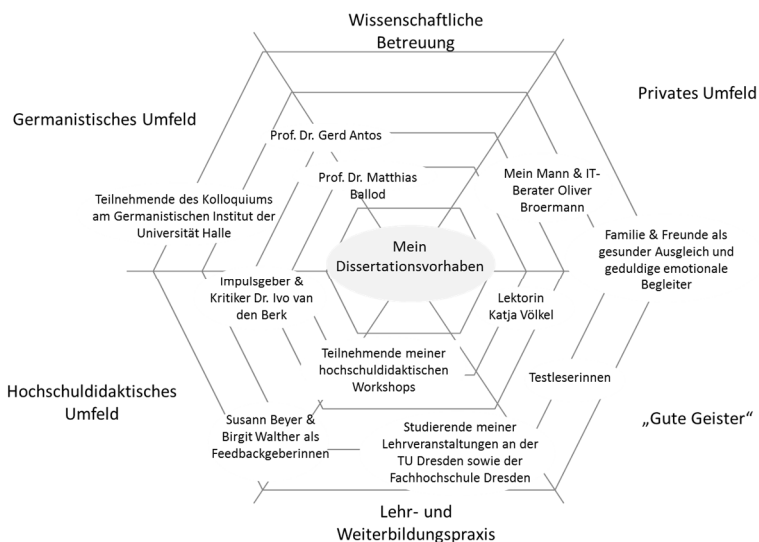 Wissenschaftliche
Betreuung
Privates Umfeld
Germanistisches Umfeld
Prof. Dr. Gerd Antos
Prof. Dr. Matthias
Ballod
Mein Mann & IT-
Berater Oliver
Broermann
Teilnehmende des Kolloquiums
am Germanistischen Institut der
Universität Halle
Familie & Freunde als
gesunder Ausgleich und
geduldige emotionale
Begleiter
Mein
Dissertationsvorhaben
Impulsgeber &
Kritiker Dr. Ivo van
den Berk
Lektorin
Katja Völkel
Teilnehmende meiner
hochschuldidaktischen
Workshops
Testleserinnen
Hochschuldidaktisches
Umfeld
„Gute Geister“
Susann Beyer &
Birgit Walther als
Feedbackgeberinnen
Studierende meiner
Lehrveranstaltungen an der
TU Dresden sowie der
Fachhochschule Dresden
Lehr- und
Weiterbildungspraxis